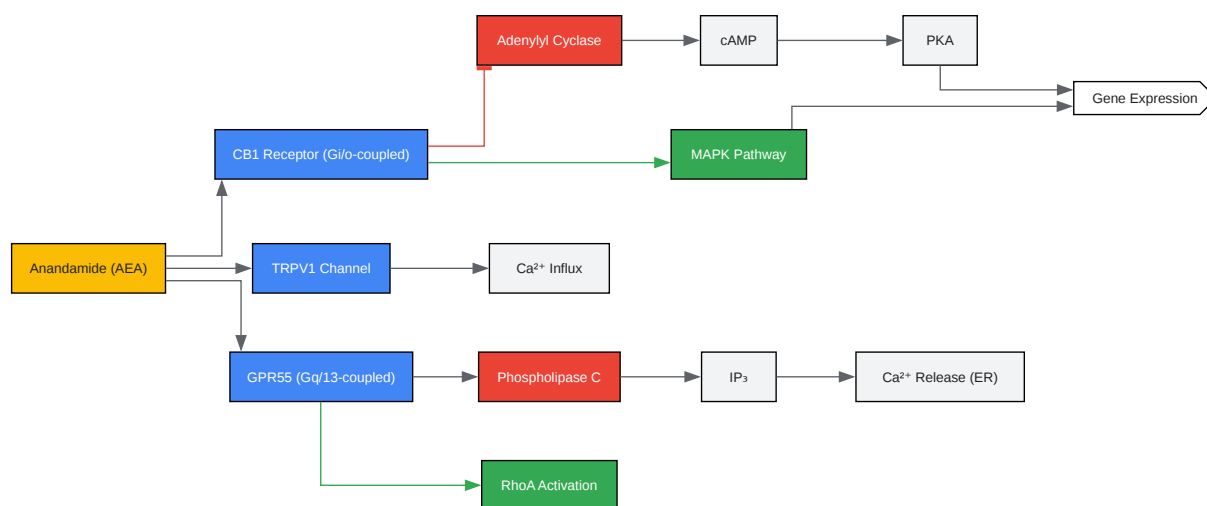 Adenylyl Cyclase
cAMP
PKA
Gene Expression
CB1 Receptor (Gi/o-coupled)
MAPK Pathway
Anandamide (AEA)
TRPV1 Channel
Ca²⁺ Influx
GPR55 (Gq/13-coupled)
Phospholipase C
IP₃
Ca²⁺ Release (ER)
RhoA Activation